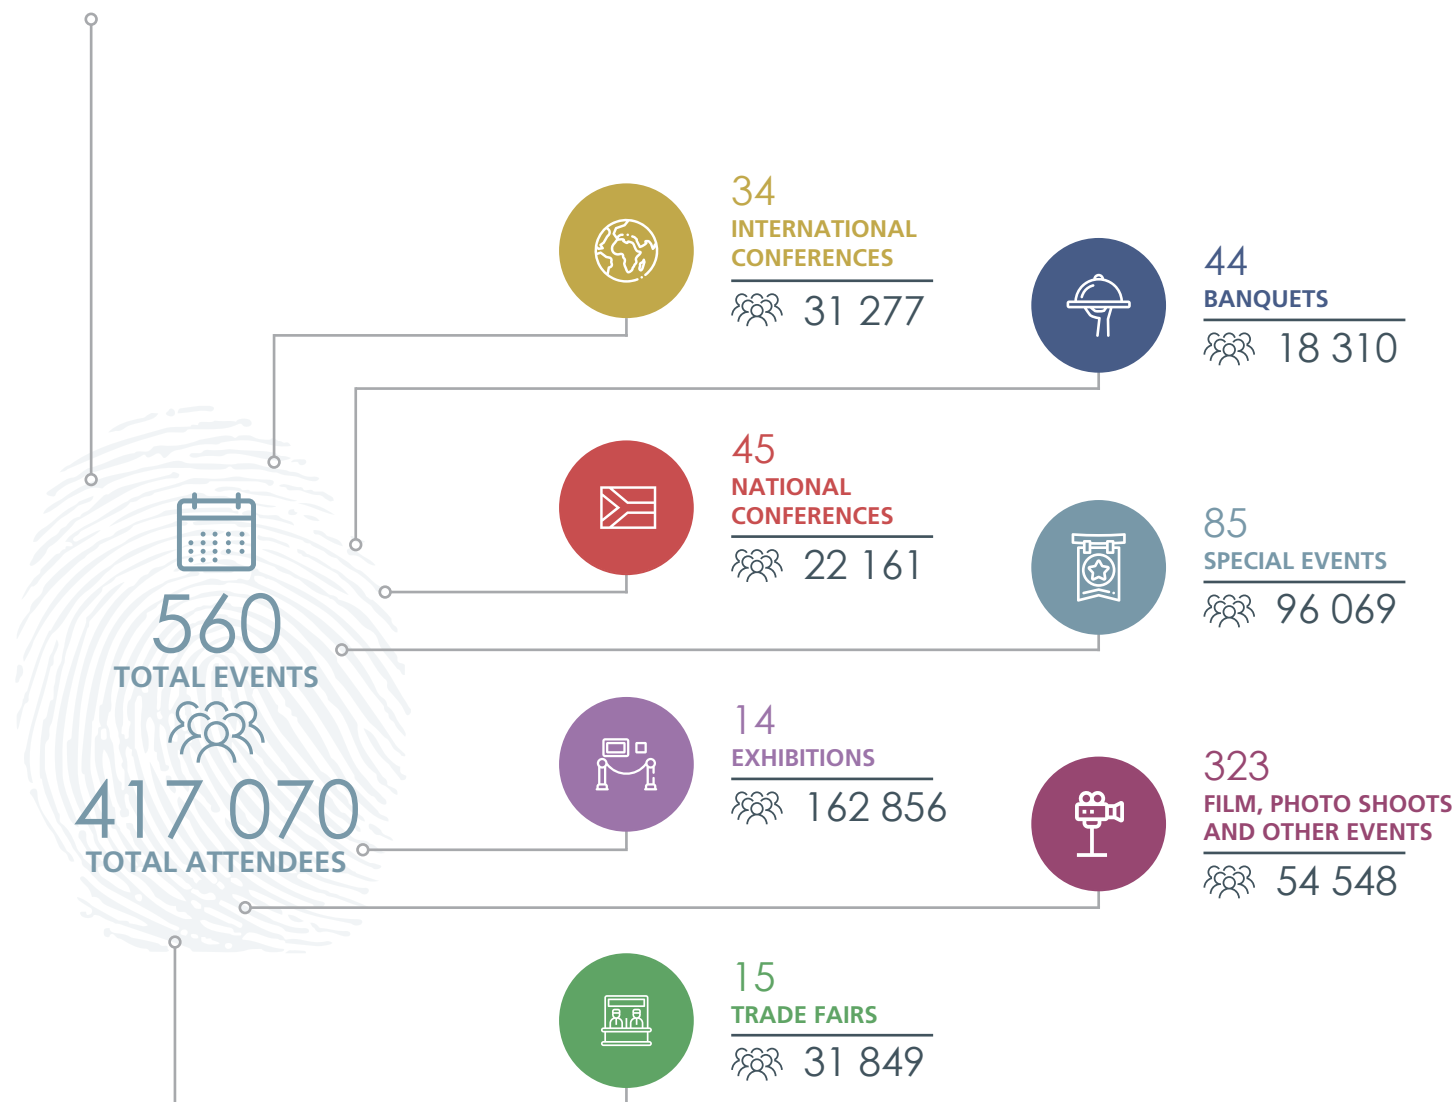 560
TOTAL EVENTS
417 070
TOTAL ATTENDEES
34
INTERNATIONAL
CONFERENCES
31 277
44
BANQUETS
18 310
45
NATIONAL
CONFERENCES
22 161
85
SPECIAL EVENTS
96 069
14
EXHIBITIONS
162 856
323
FILM, PHOTO SHOOTS
AND OTHER EVENTS
54 548
15
TRADE FAIRS
31 849